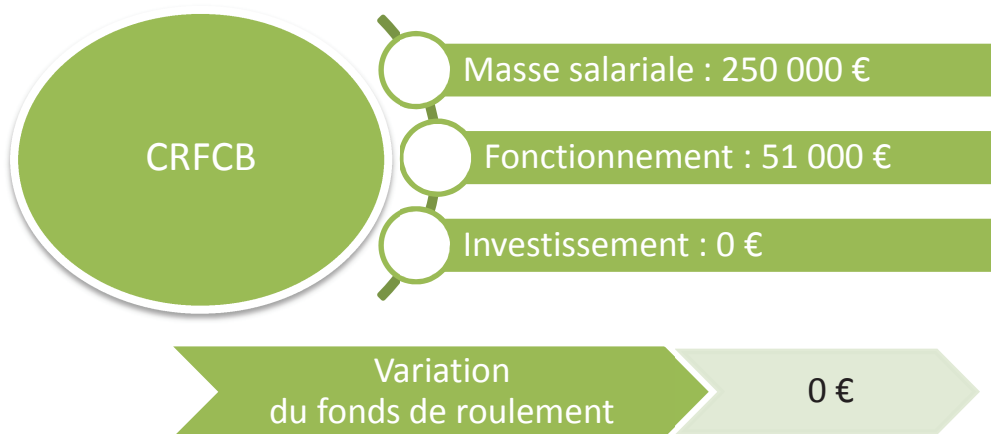 CRFCB
Masse salariale : 250 000 €
Fonctionnement : 51 000 €
Investissement : 0 €
Variation
du fonds de roulement
0 €